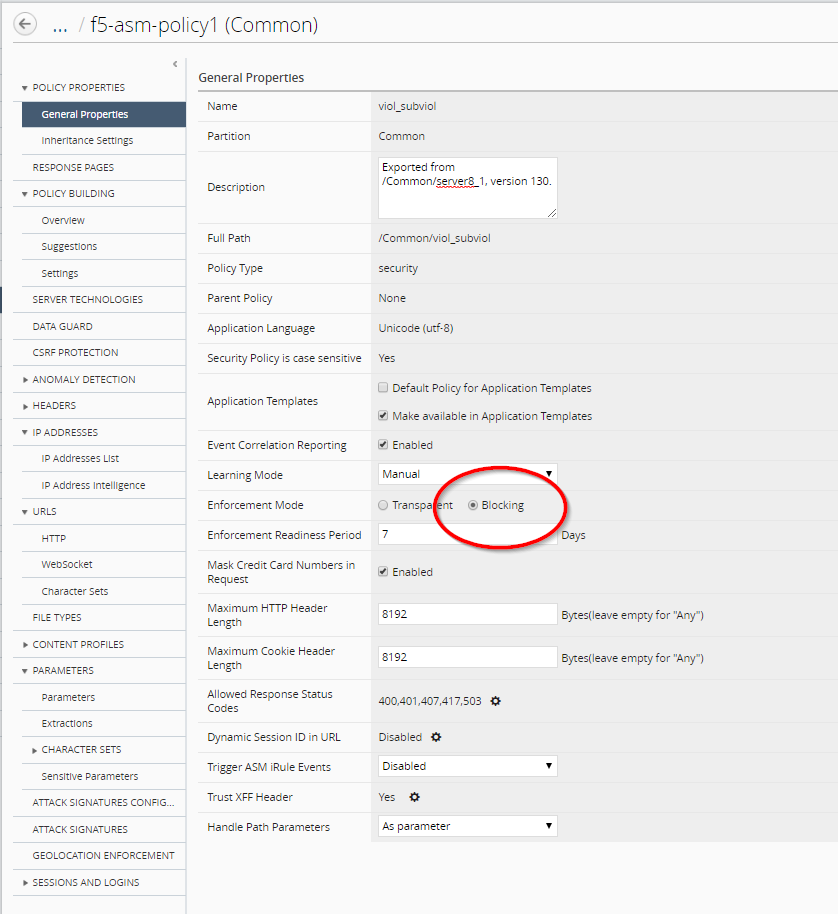 ... / f5-asm-policy1 (Common)
POLICY PROPERTIES
General Properties
Inheritance Settings
RESPONSE PAGES
POLICY BUILDING
Overview
Suggestions
Settings
SERVER TECHNOLOGIES
DATA GUARD
CSRF PROTECTION
ANOMALY DETECTION
HEADERS
IP ADDRESSES
IP Addresses List
IP Address Intelligence
URLS
HTTP
WebSocket
Character Sets
FILE TYPES
CONTENT PROFILES
PARAMETERS
Parameters
Extractions
CHARACTER SETS
Sensitive Parameters
ATTACK SIGNATURES CONFIG...
ATTACK SIGNATURES
GEOLOCATION ENFORCEMENT
SESSIONS AND LOGINS
General Properties
Name viol_subviol
Partition Common
Description
Exported from
/Common/server8_1, version 130.
Full Path /Common/viol_subviol
Policy Type security
Parent Policy None
Application Language Unicode (utf-8)
Security Policy is case sensitive Yes
Application Templates
Default Policy for Application Templates
Make available in Application Templates
Event Correlation Reporting Enabled
Learning Mode Manual
Enforcement Mode Transparent Blocking
Enforcement Readiness Period 7 Days
Mask Credit Card Numbers in
Request
Enabled
Maximum HTTP Header
Length
8192 Bytes(leave empty for "Any")
Maximum Cookie Header
Length
8192 Bytes(leave empty for "Any")
Allowed Response Status
Codes
400,401,407,417,503
Dynamic Session ID in URL Disabled
Trigger ASM iRule Events Disabled
Trust XFF Header Yes
Handle Path Parameters As parameter